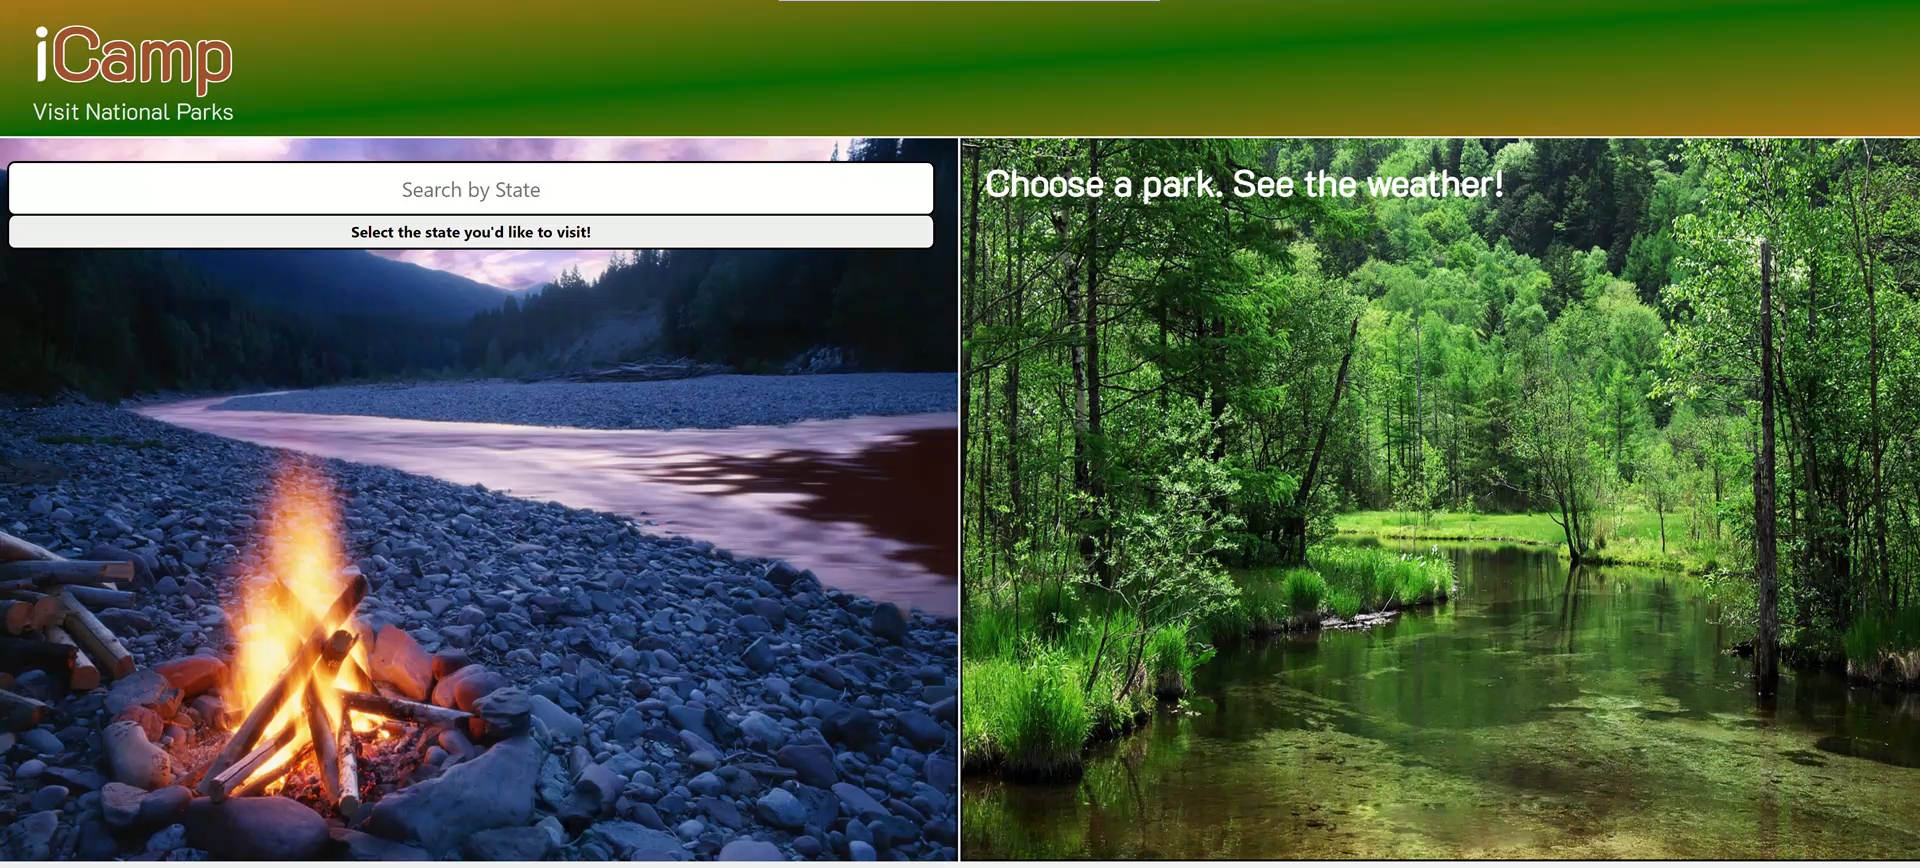 iCamp
Visit National Parks
Search by State
Select the state you'd like to visit!
Choose a park. See the weather!